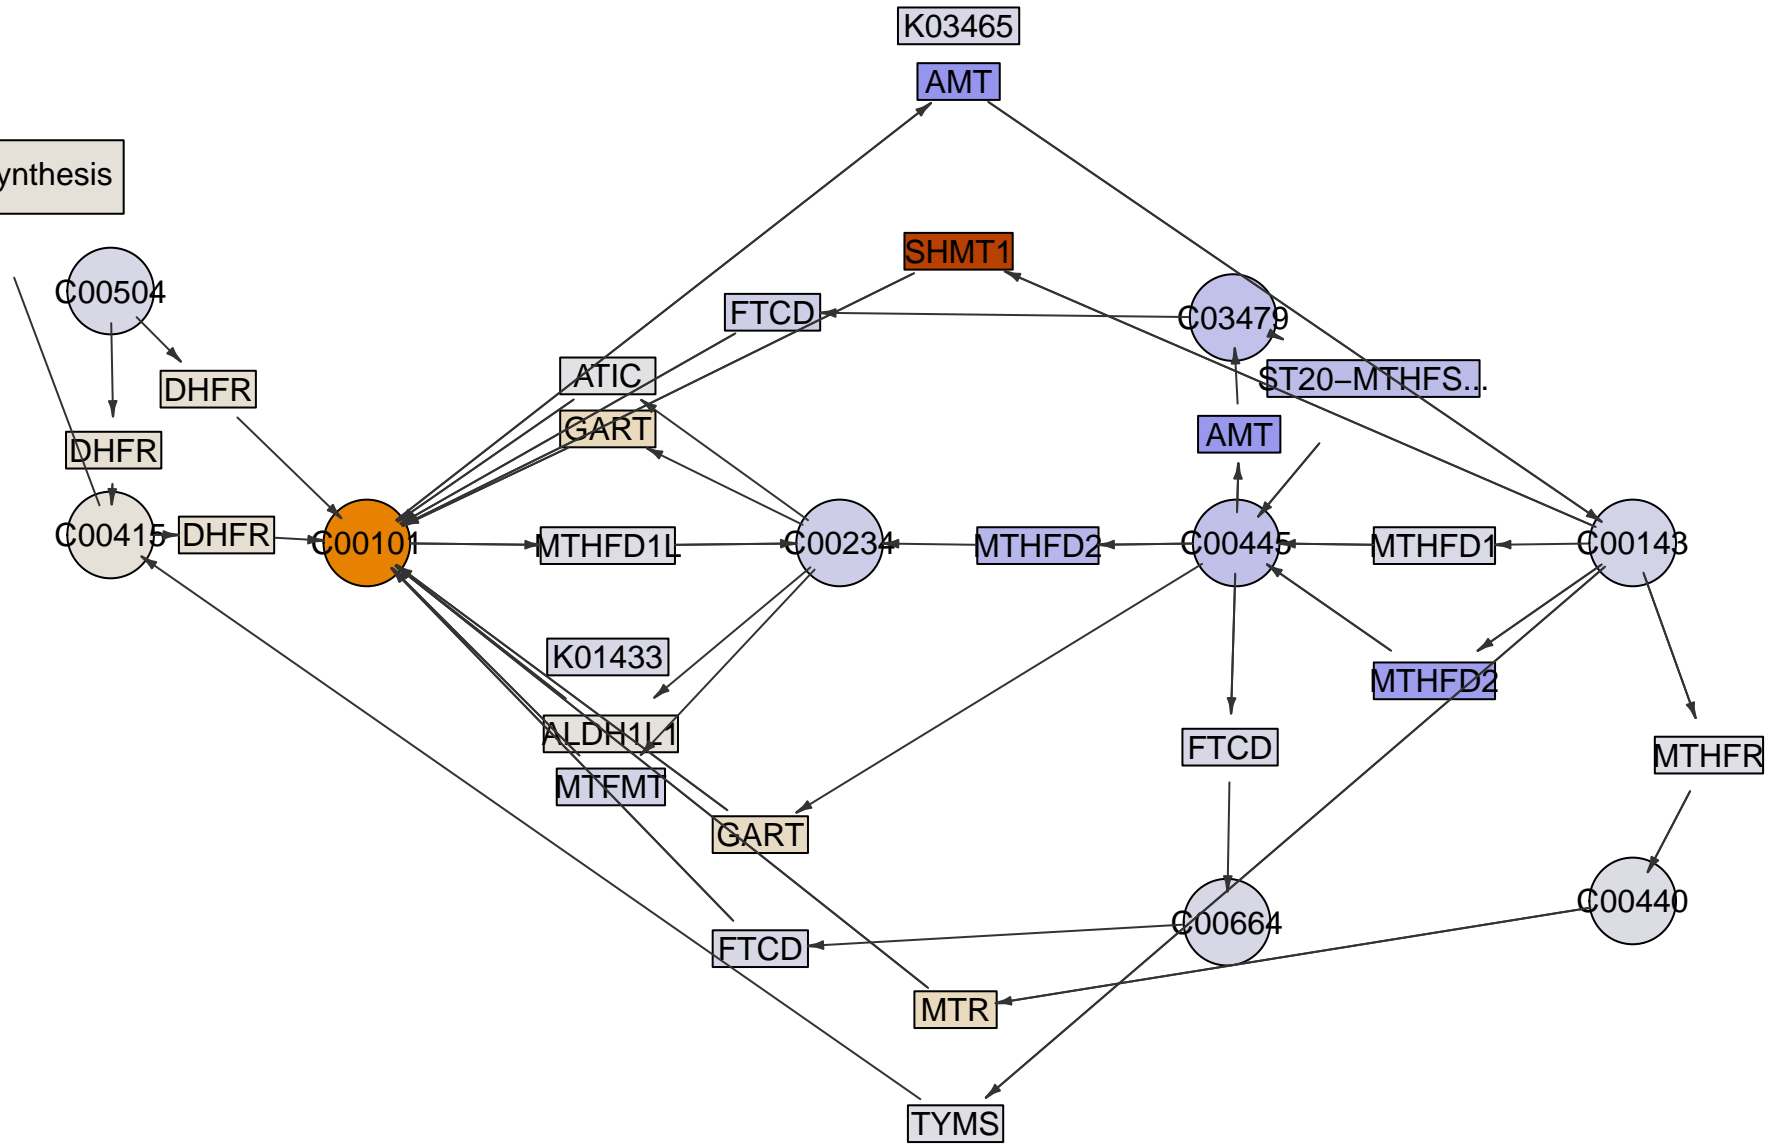 K03465
AMT
ynthesis
SHMT1
C00504
FTCD
C03479
ATIC
ST20−MTHFS...
DHFR
GART
AMT
DHFR
C00415
DHFR
C00101
MTHFD1L
C00234
MTHFD2
C00445
MTHFD1
C00143
K01433
MTHFD2
ALDH1L1
FTCD
MTHFR
MTFMT
GART
C00440
C00664
FTCD
MTR
TYMS